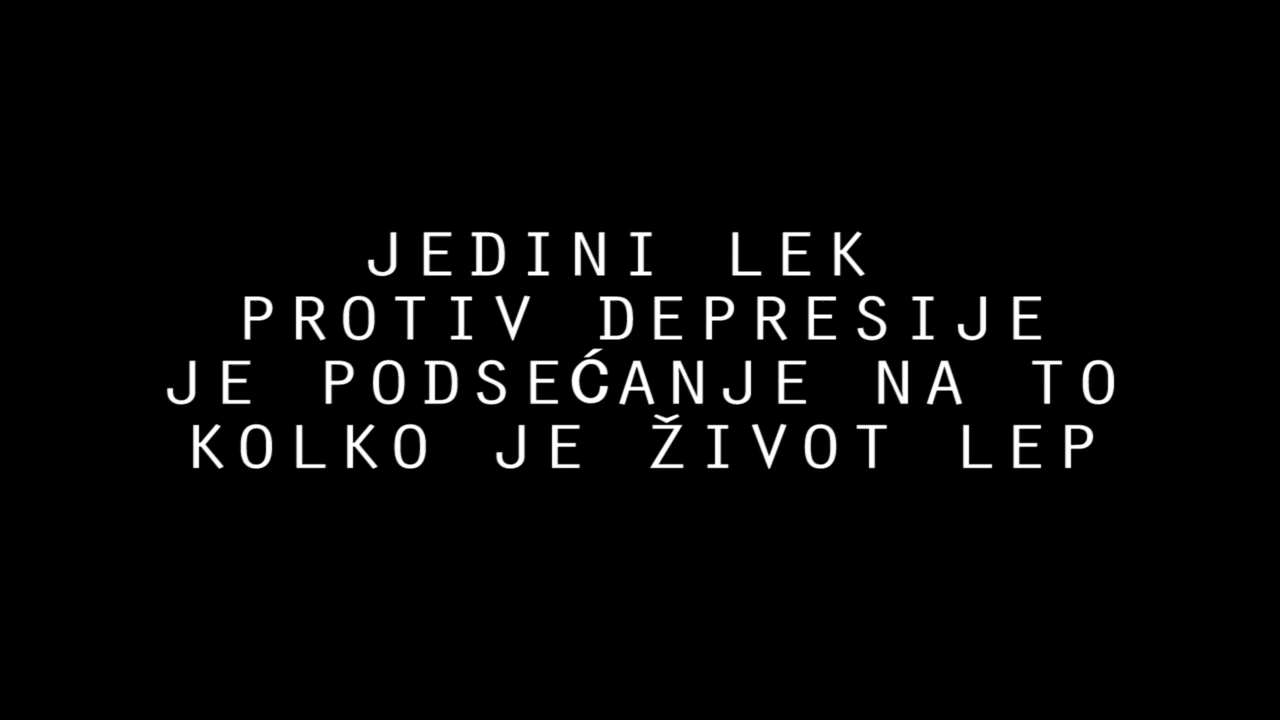 JEDINI LEK
PROTIV DEPRESIJE
JE PODSEĆANJE NA TO
KOLKO JE ŽIVOT LEP